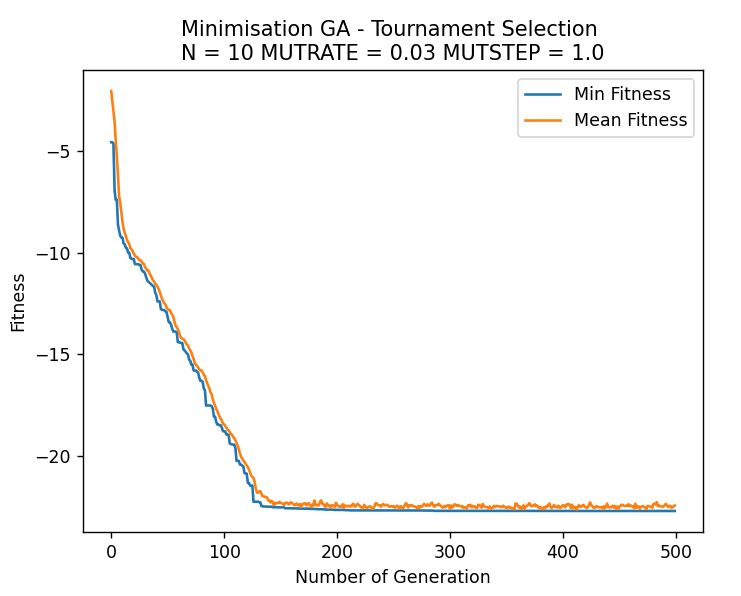 Minimisation GA - Tournament Selection
N = 10 MUTRATE = 0.03 MUTSTEP = 1.0
Min Fitness
Mean Fitness
−5
−10
−15
−20
Fitness
0 100 200 300 400 500
Number of Generation